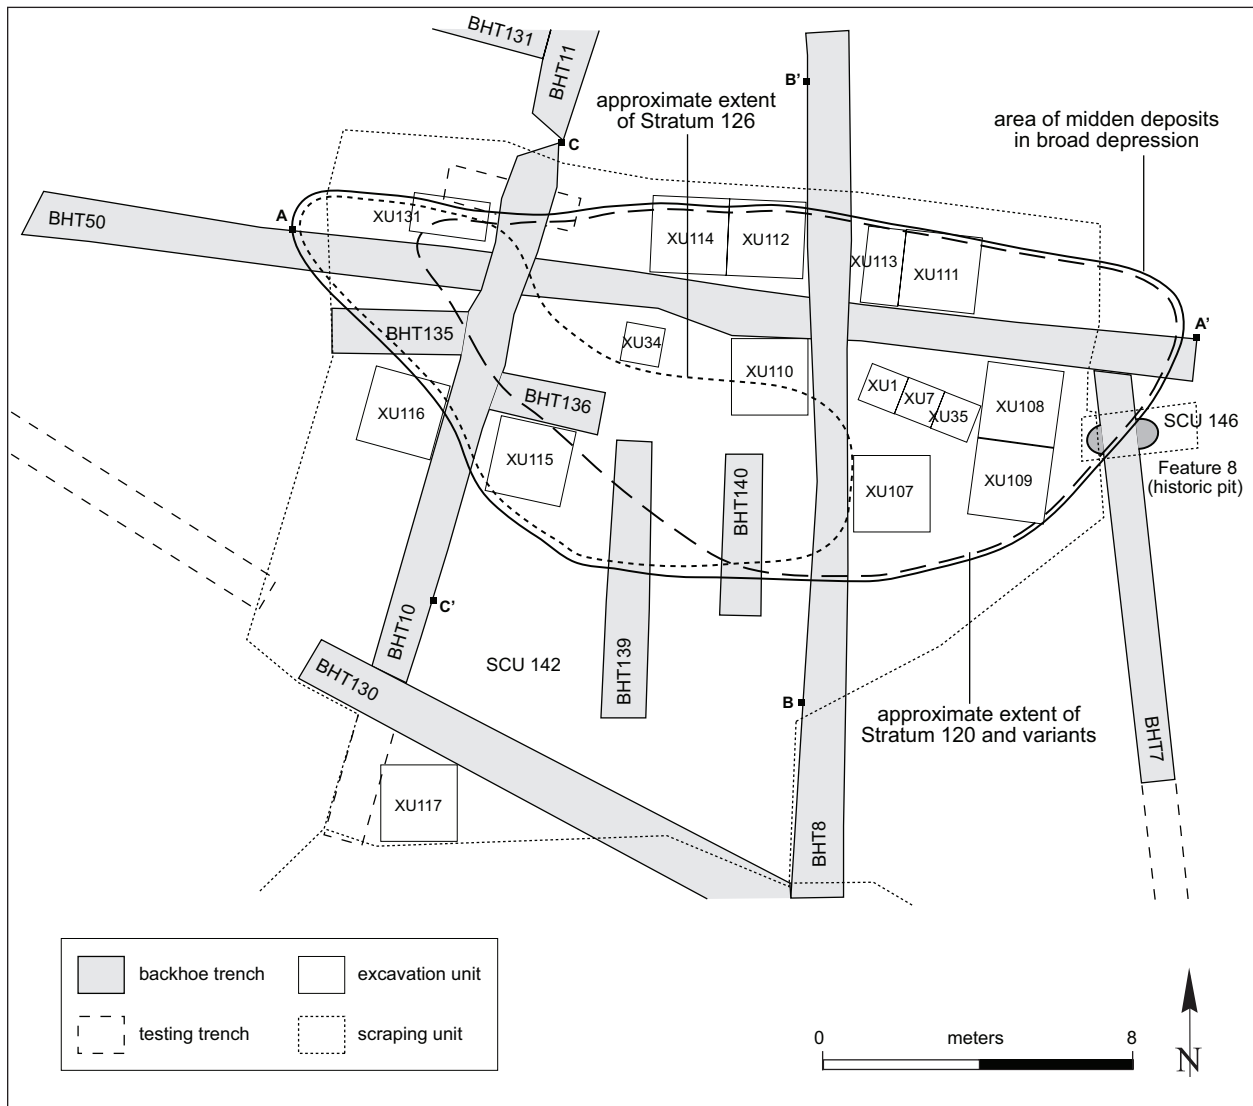 BHT131
BHT11
B’
approximate extent
of Stratum 126
area of midden deposits
in broad depression
C
BHT50
A
XU131
XU114
XU112
XU113
XU111
A’
BHT135
XU34
XU110
XU1
XU7
XU35
XU108
BHT136
XU116
SCU 146
XU115
XU109
Feature 8
(historic pit)
BHT140
XU107
C’
BHT10
SCU 142
BHT139
BHT130
B
approximate extent of
Stratum 120 and variants
BHT7
XU117
BHT8
backhoe trench
excavation unit
testing trench
scraping unit
0
meters
8
N